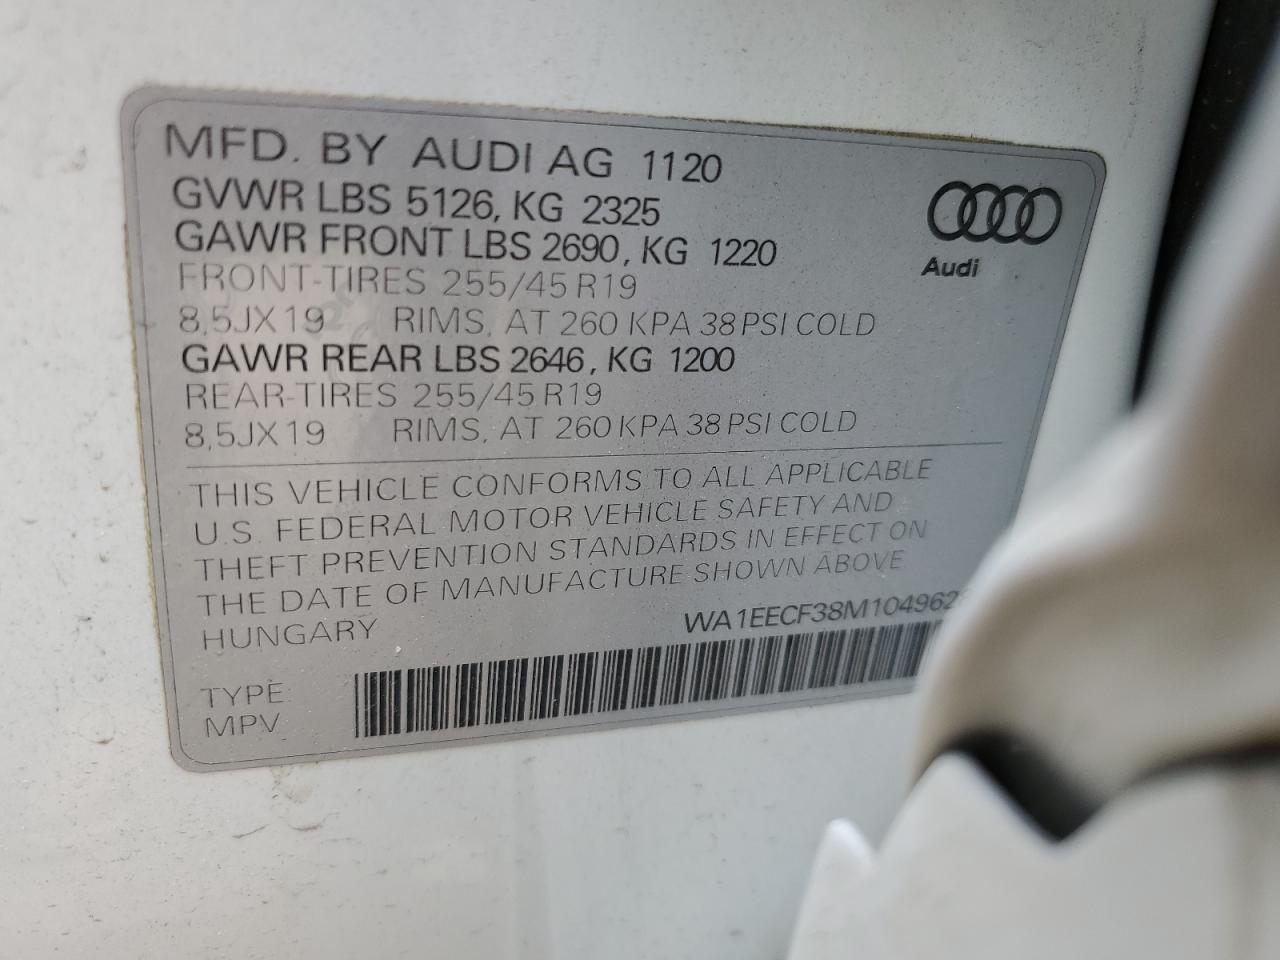 MFD. BY AUDI AG 1120
GVWR LBS 5126, KG 2325
GAWR FRONT LBS 2690, KG 1220
FRONT-TIRES 255/45 R19
8,5JX19 RIMS, AT 260 KPA 38 PSI COLD
GAWR REAR LBS 2646, KG 1200
REAR-TIRES 255/45 R19
8,5JX19 RIMS, AT 260 KPA 38 PSI COLD
Audi
THIS VEHICLE CONFORMS TO ALL APPLICABLE
U.S. FEDERAL MOTOR VEHICLE SAFETY AND
THEFT PREVENTION STANDARDS IN EFFECT ON
THE DATE OF MANUFACTURE SHOWN ABOVE
HUNGARY
TYPE:
MPV